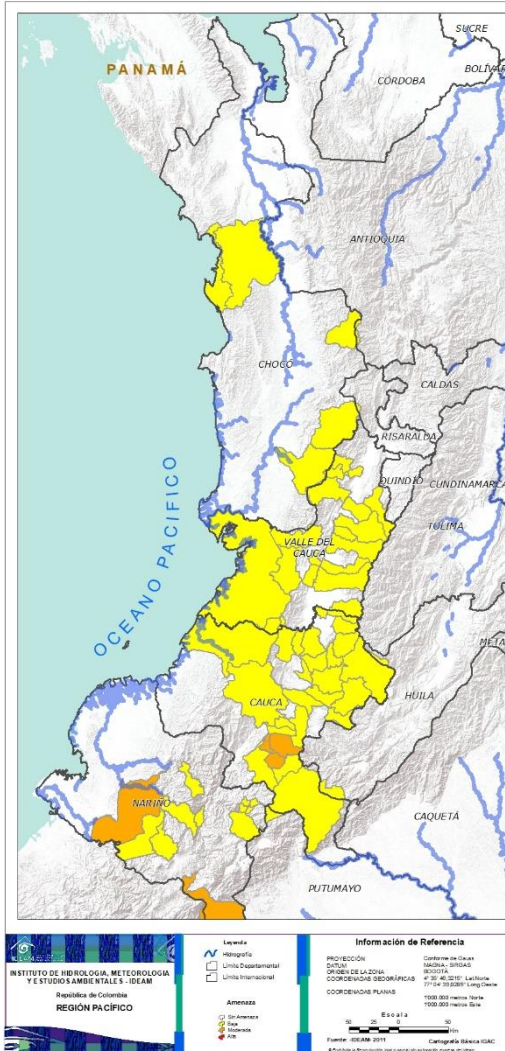 SUCRE
PANAMÁ
BOLÍVAR
CÓRDOBA
ANTIOQUIA
CHOCÓ
CALDAS
RISARALDA
QUINDIO
CUNDINAMARCA
OCEANO PACIFICO
TOLIMA
VALLE DEL
CAUCA
META
CAUCA
HUILA
NARIÑO
CAQUETÁ
PUTUMAYO
INSTITUTO DE HIDROLOGIA, METEOROLOGIA
Y ESTUDIOS AMBIENTALES - IDEAM
República de Colombia
REGIÓN PACÍFICO
Leyenda
Hidrografía
Límite Departamental
Límite Internacional
Amenaza
Sin Amenaza
Baja
Moderada
Alta
Información de Referencia
PROYECCIÓN Conforme de Gauss
DATUM MAGNA - SIRGAS
ORIGEN DE LA ZONA BOGOTÁ
COORDENADAS GEOGRÁFICAS
COORDENADAS PLANAS 1'000.000 metros Norte
1'000.000 metros Este
Escala
50 25 0 50
Km
Fuente: -IDEAM- 2011 Cartografía Básica IGAC